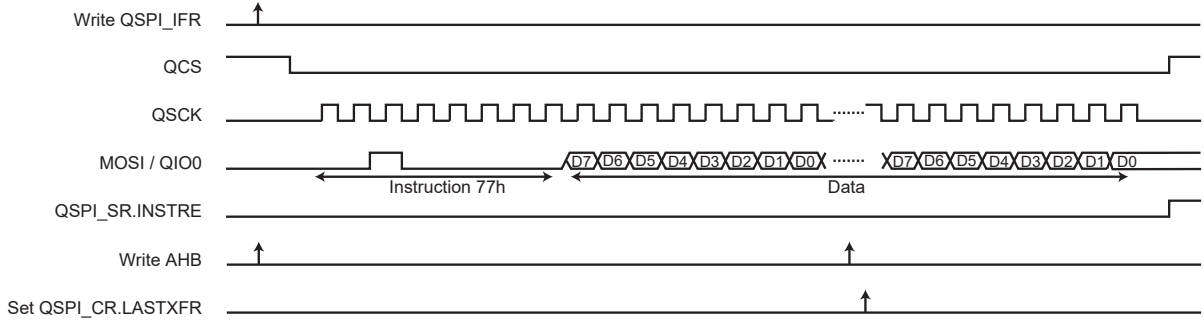 Write QSPI_IFR
QCS
QSCK
MOSI / QIO0
D7 D6 D5 D4 D3 D2 D1 D0 D7 D6 D5 D4 D3 D2 D1 D0
Instruction 77h Data
QSPI_SR.INSTRE
Write AHB
Set QSPI_CR.LASTXFR